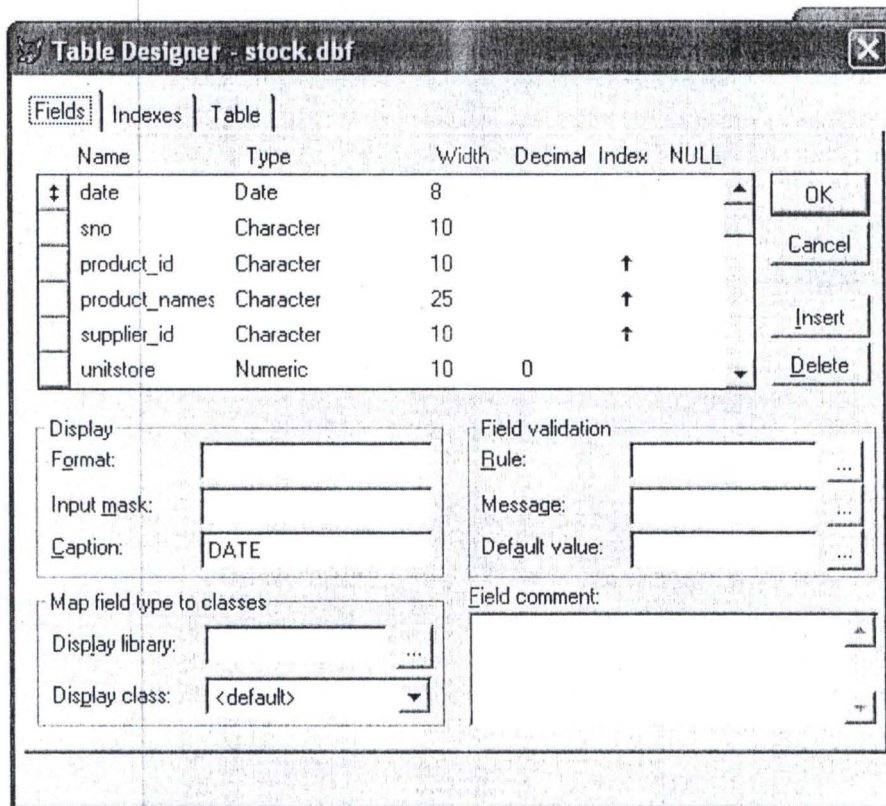 Table Designer - stock.dbf
Fields Indexes Table
Name Type Width Decimal Index NULL
date Date 8
sno Character 10
product_id Character 10
product_names Character 25
supplier_id Character 10
unitstore Numeric 10 0
OK
Cancel
Insert
Delete
Display
Format:
Input mask:
Caption: DATE
Field validation
Rule: ...
Message: ...
Default value: ...
Map field type to classes
Display library: ...
Display class: <default>
Field comment: